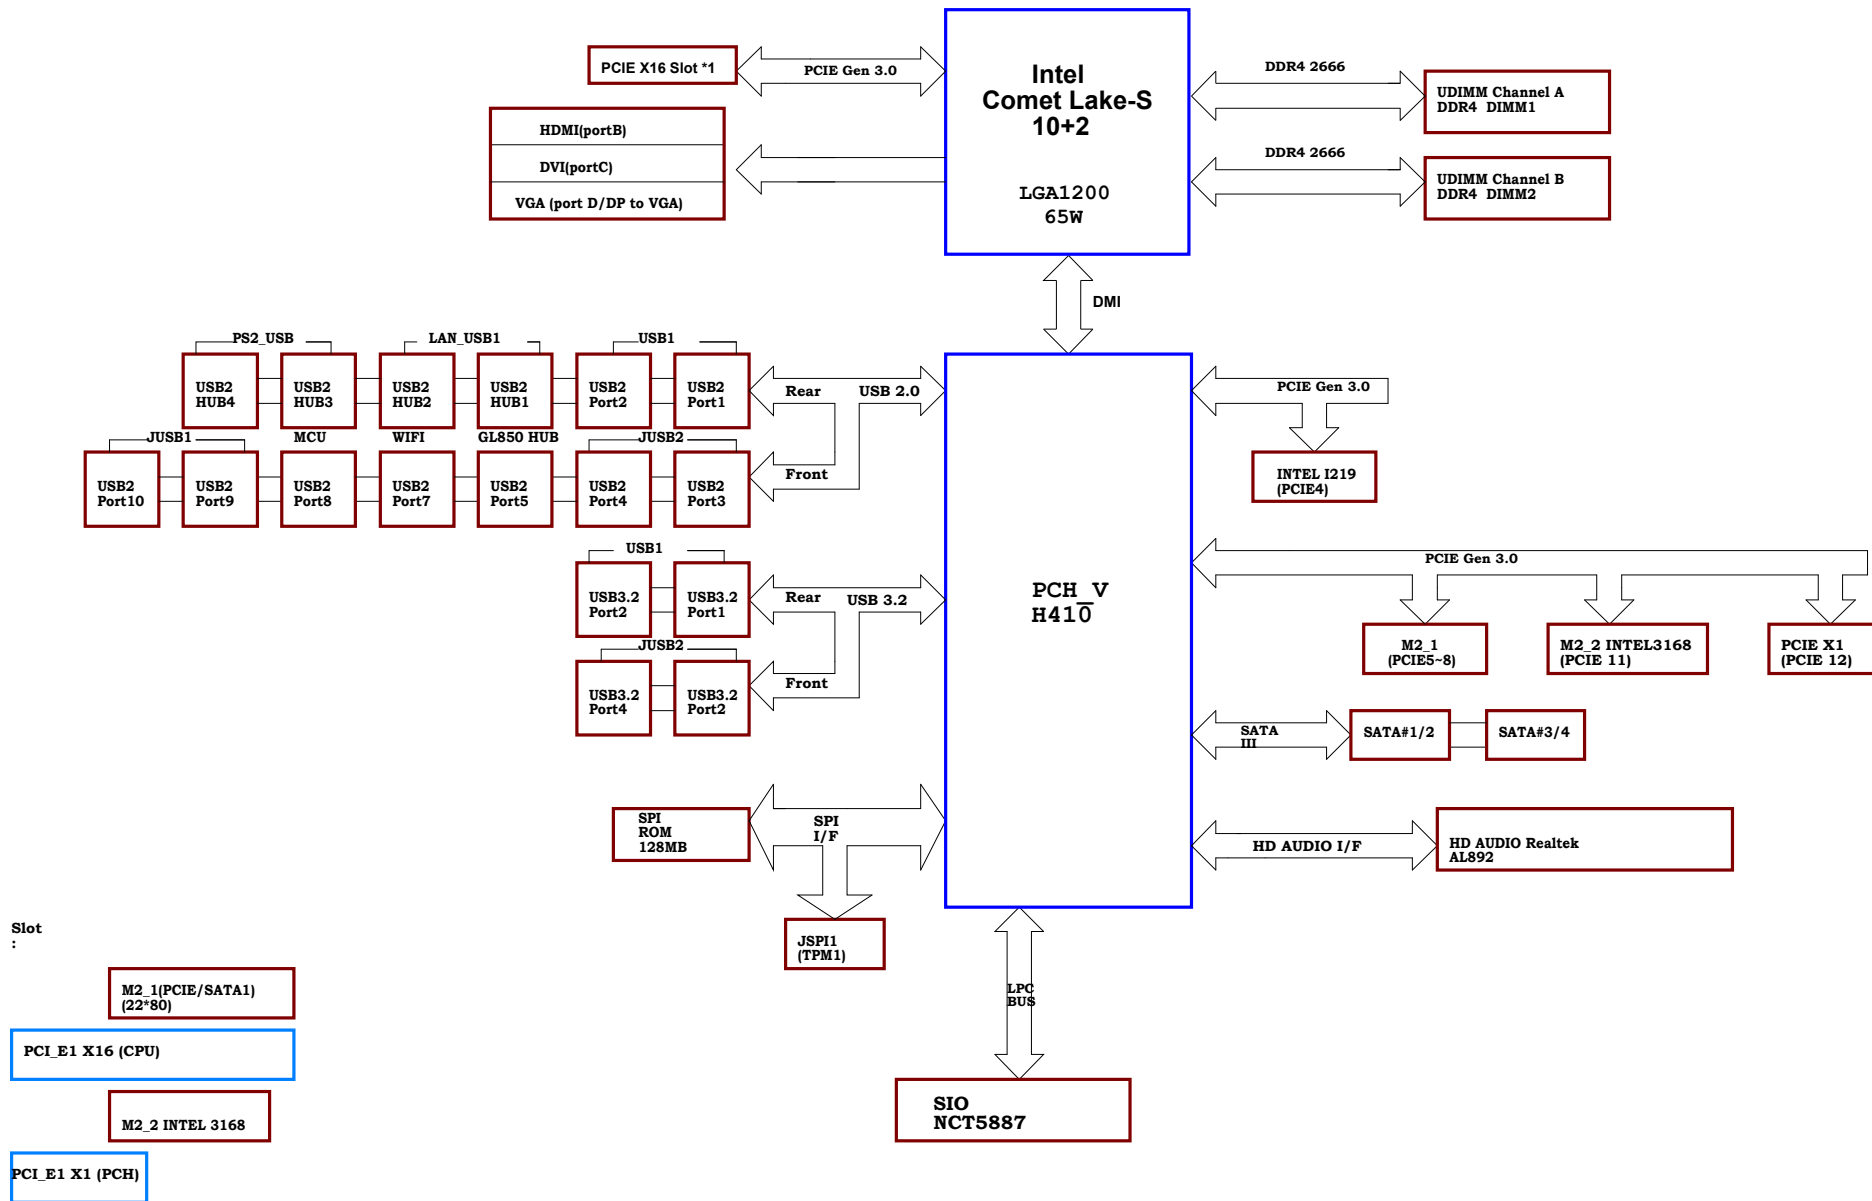 PCIE X16 Slot *1
PCIE Gen 3.0
Intel
Comet Lake-S
10+2
LGA1200
65W
DDR4 2666
UDIMM Channel A
DDR4 DIMM1
DDR4 2666
UDIMM Channel B
DDR4 DIMM2
HDMI(portB)
DVI(portC)
VGA (port D/DP to VGA)
DMI
PS2_USB
LAN_USB1
USB1
USB2
HUB4
USB2
HUB3
USB2
HUB2
USB2
HUB1
USB2
Port2
USB2
Port1
Rear
USB 2.0
JUSB1
MCU
WIFI
GL850 HUB
JUSB2
USB2
Port10
USB2
Port9
USB2
Port8
USB2
Port7
USB2
Port5
USB2
Port4
USB2
Port3
Front
USB1
USB3.2
Port2
USB3.2
Port1
Rear
USB 3.2
JUSB2
USB3.2
Port4
USB3.2
Port2
Front
PCH_V
H410
PCIE Gen 3.0
INTEL I219
(PCIE4)
PCIE Gen 3.0
M2_1
(PCIE5~8)
M2_2 INTEL3168
(PCIE 11)
PCIE X1
(PCIE 12)
SATA
III
SATA#1/2
SATA#3/4
SPI
ROM
128MB
SPI
I/F
HD AUDIO I/F
HD AUDIO Realtek
AL892
JSPI1
(TPM1)
LPC
BUS
SIO
NCT5887
Slot
:
M2_1(PCIE/SATA1)
(22*80)
PCI_E1 X16 (CPU)
M2_2 INTEL 3168
PCI_E1 X1 (PCH)